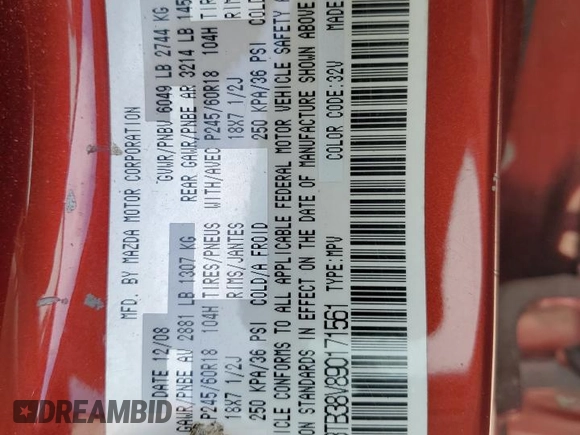 MFD. BY MAZDA MOTOR CORPORATION
DATE 12/08 GVWR/PNBV 6049 LB 2744 KG
GAWR/PNBE AV 2881 LB 1307 KG REAR GAWR/PNBE AR 3214 LB
P245/60R18 104H TIRES/PNEUS WITH/AVEC P245/60R18 104H
18X7 1/2J RIMS/JANTES 18X7 1/2J
250 KPA/36 PSI COLD/A FROID 250 KPA/36 PSI
CONFORMS TO ALL APPLICABLE FEDERAL MOTOR VEHICLE SAFETY
STANDARDS IN EFFECT ON THE DATE OF MANUFACTURE SHOWN ABOVE
TYPE: MPV COLOR CODE: 32V MADE
RIDESAFELY